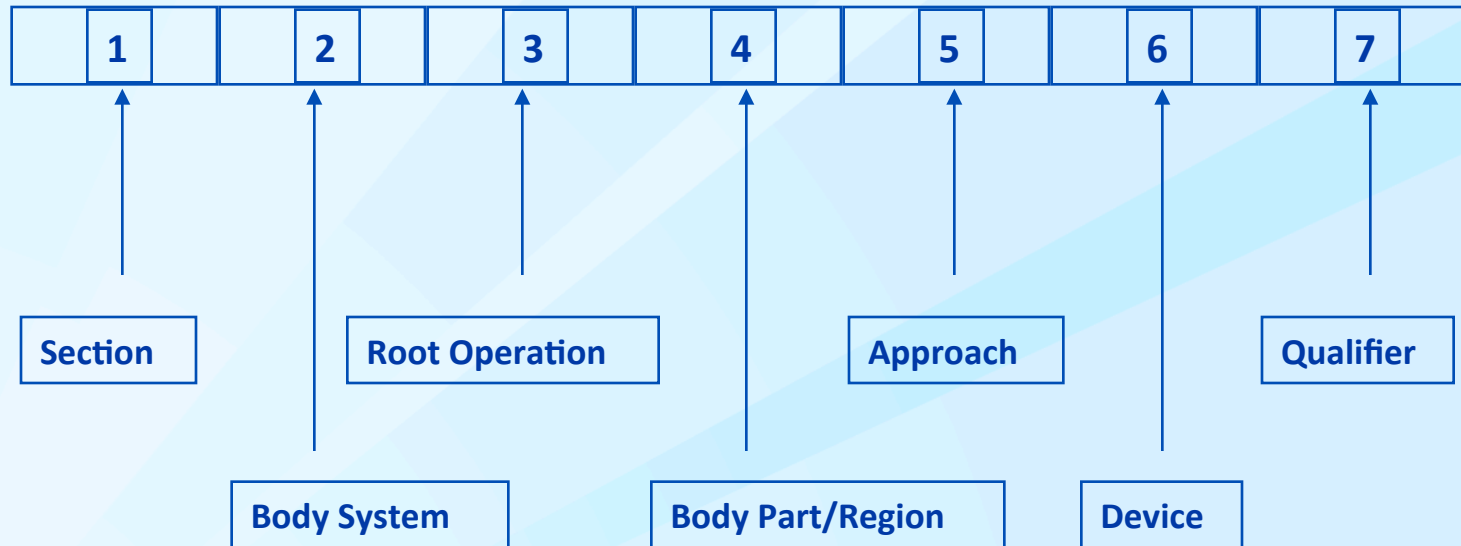 1 2 3 4 5 6 7
Section Root Operation Approach Qualifier
Body System Body Part/Region Device